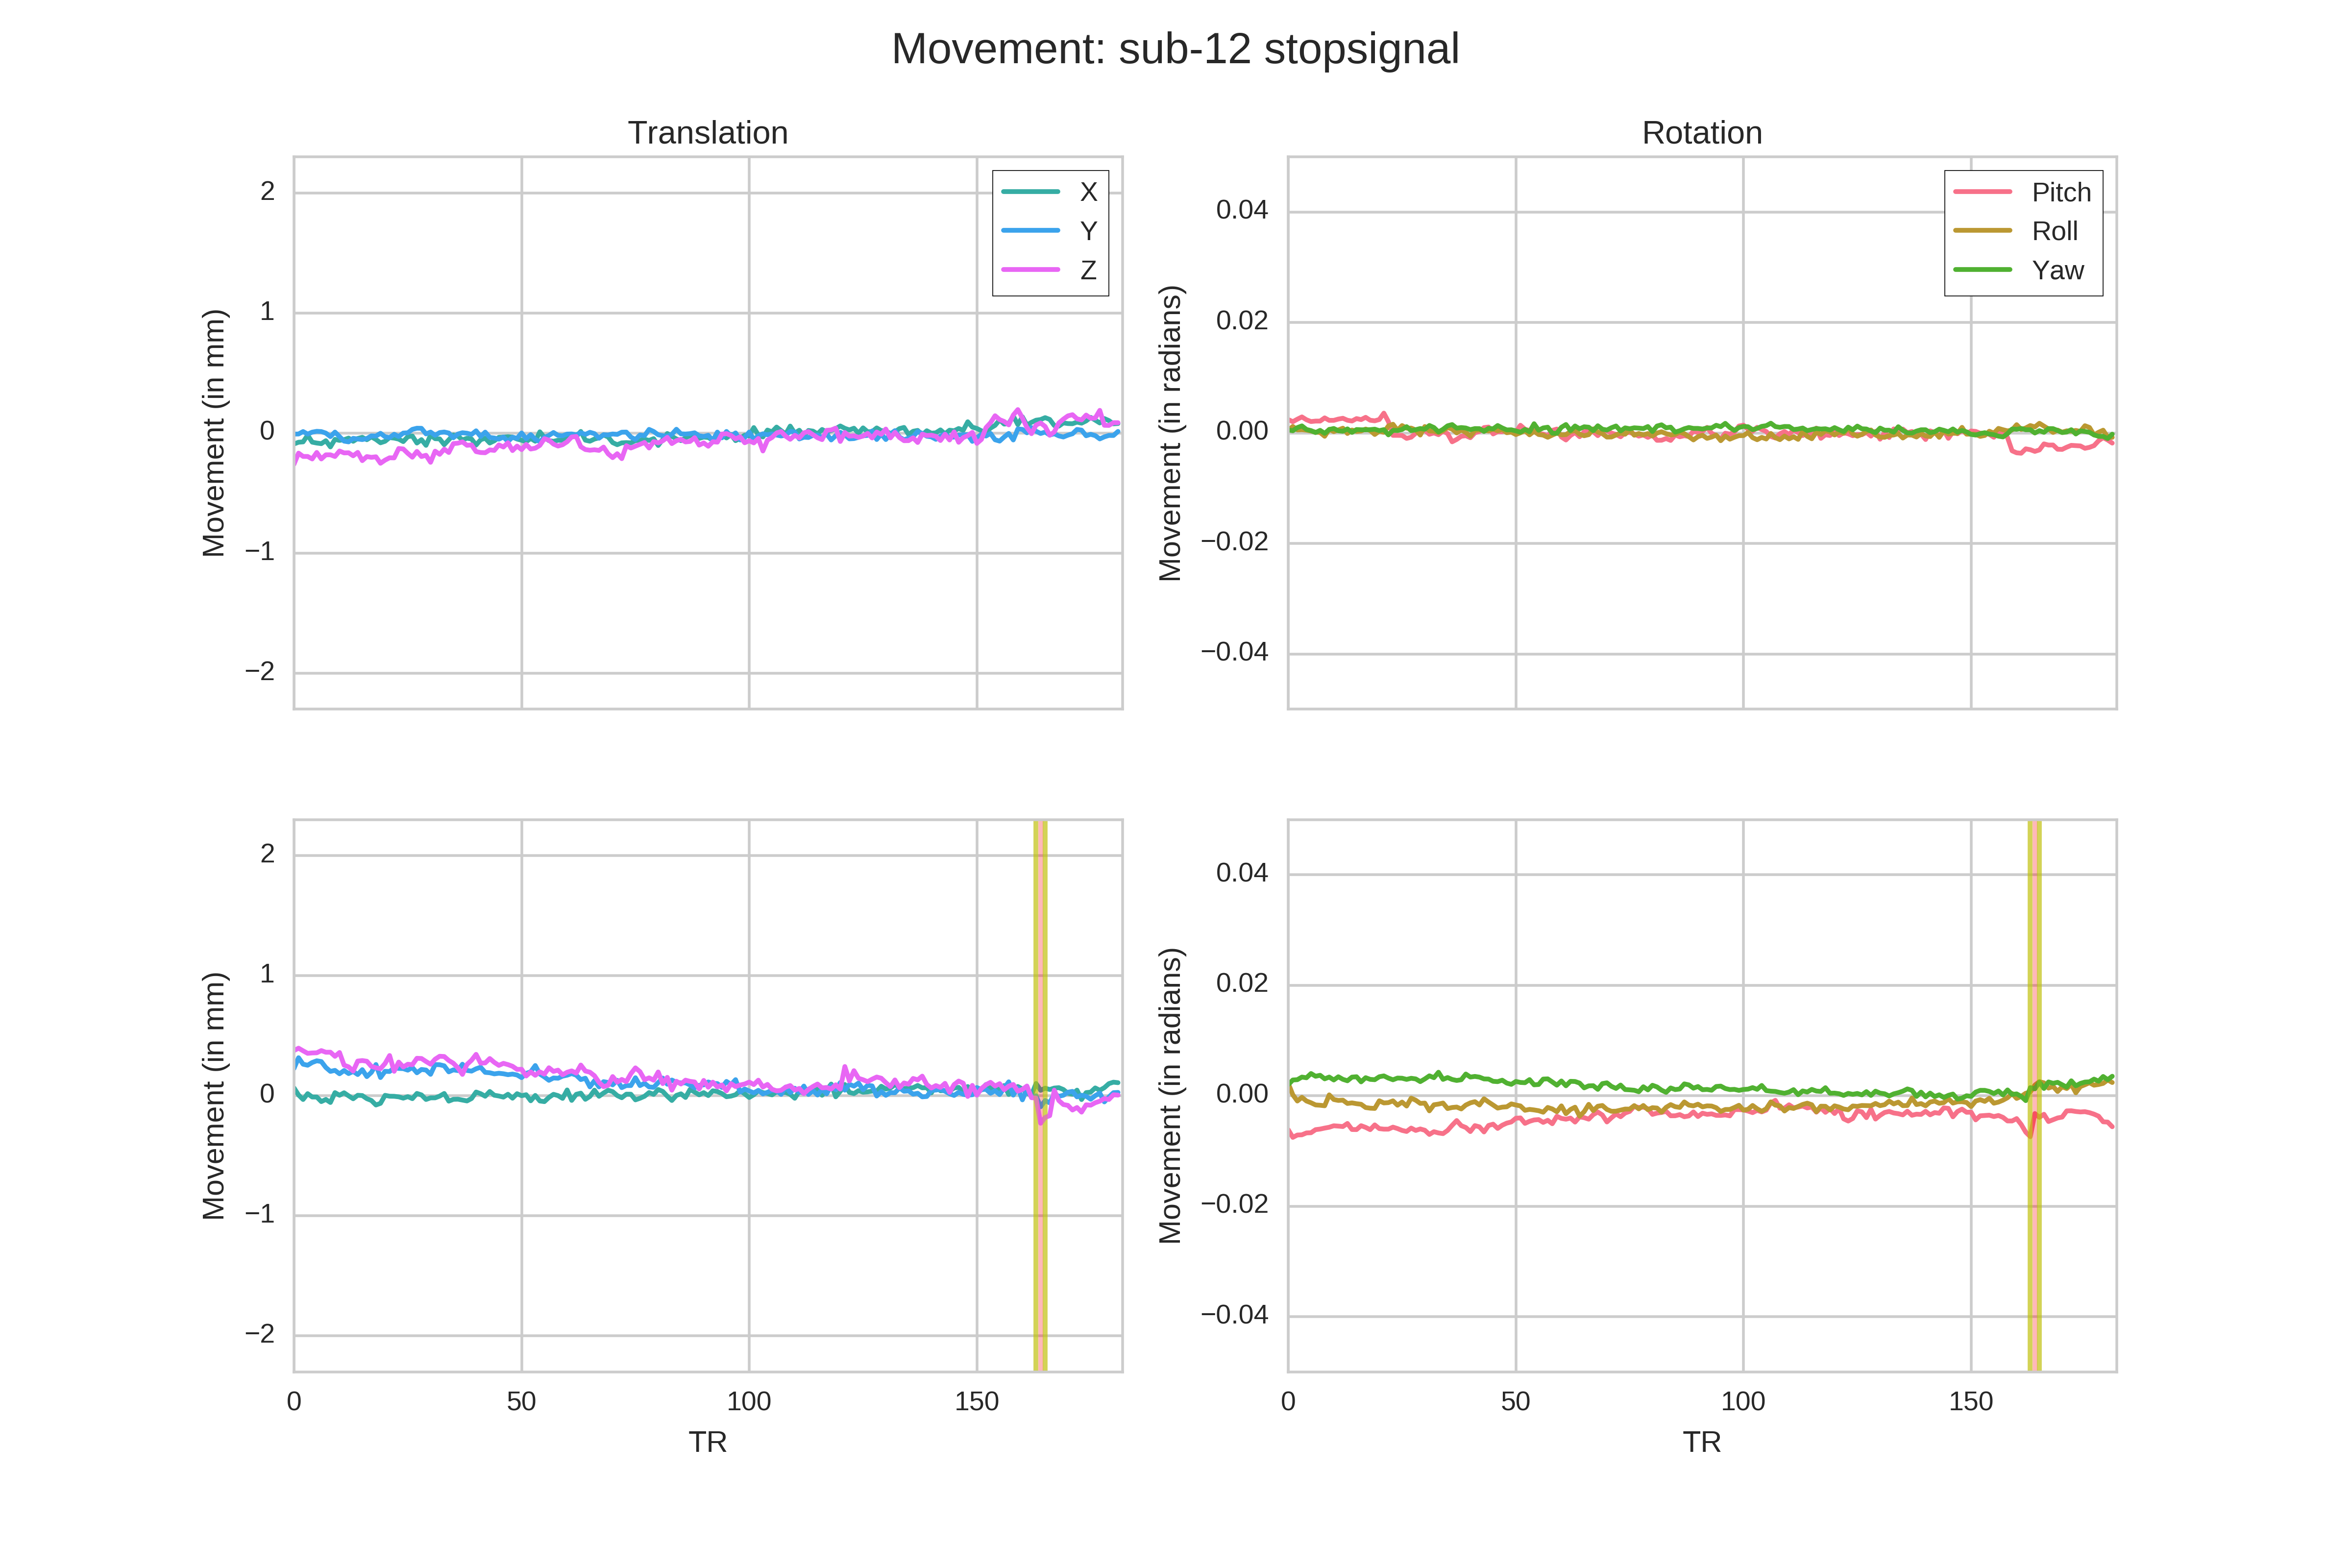 Movement: sub-12 stopsignal
Translation
Rotation
Movement (in mm)
2
1
0
−1
−2
X
Y
Z
Movement (in radians)
0.04
0.02
0.00
−0.02
−0.04
Pitch
Roll
Yaw
Movement (in mm)
2
1
0
−1
−2
0 50 100 150
TR
Movement (in radians)
0.04
0.02
0.00
−0.02
−0.04
0 50 100 150
TR